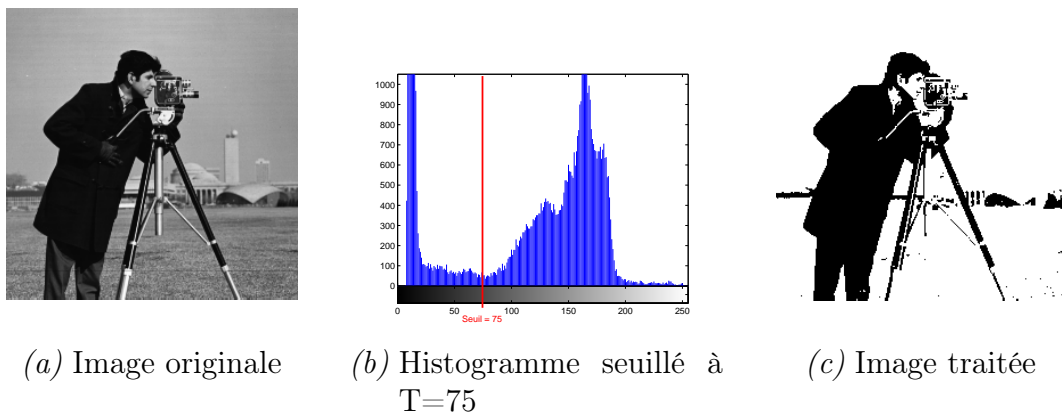 1000
900
800
700
600
500
400
300
200
100
0
0 50 100 150 200 250
Seuil = 75
(a) Image originale
(b) Histogramme seuillé à
T=75
(c) Image traitée